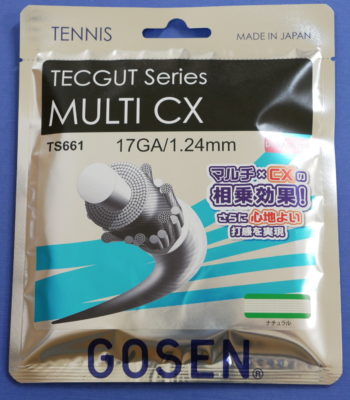 TENNIS
MADE IN JAPAN
TECGUT Series
MULTI CX
TS661 17GA/1.24mm
マルチ×CXの
相乗効果!
さらに心地よい
打感を実現
ナチュラル
GOSEN®